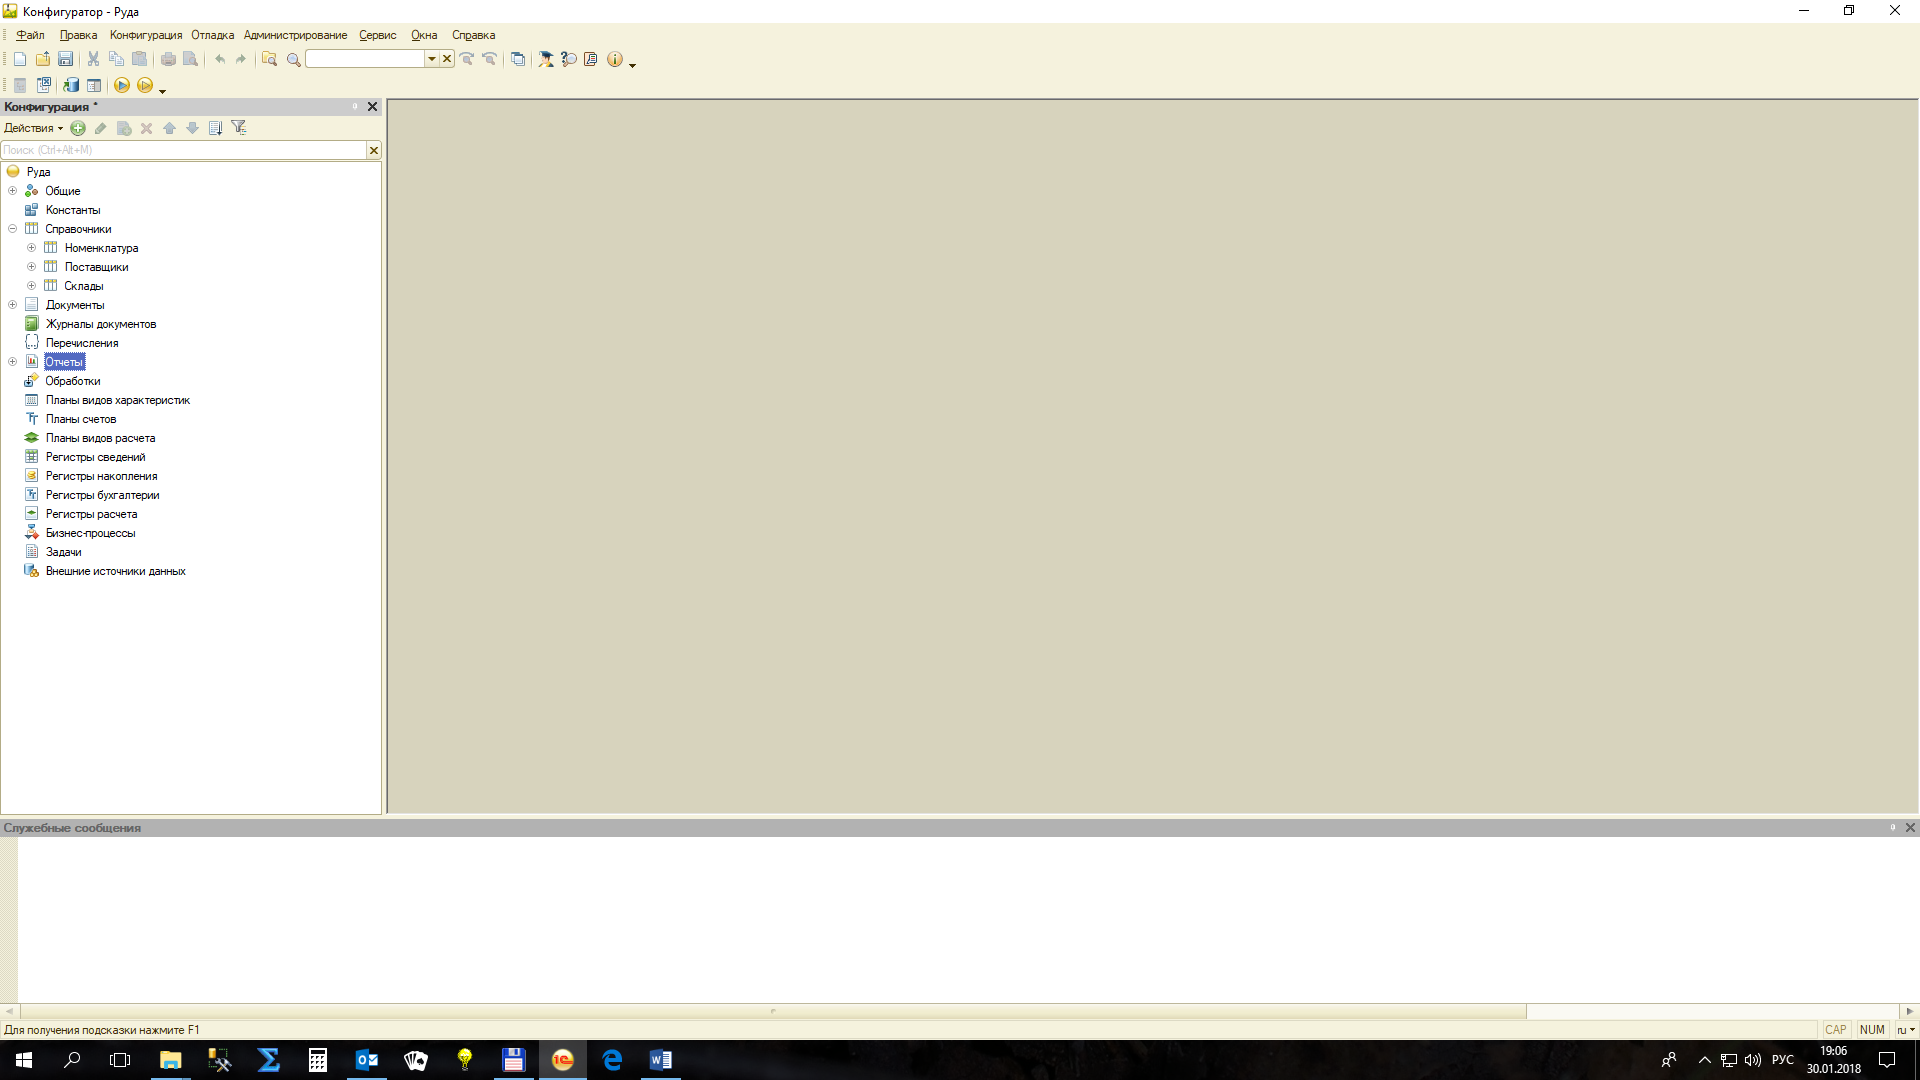 Конфигуратор - Руда
Файл Правка Конфигурация Отладка Администрирование Сервис Окна Справка
Конфигурация *
Действия
Поиск (Ctrl+Alt+M)
Руда
Общие
Константы
Справочники
Номенклатура
Поставщики
Склады
Документы
Журналы документов
Перечисления
Отчеты
Обработки
Планы видов характеристик
Планы счетов
Планы видов расчета
Регистры сведений
Регистры накопления
Регистры бухгалтерии
Регистры расчета
Бизнес-процессы
Задачи
Внешние источники данных
Служебные сообщения
Для получения подсказки нажмите F1
CAP NUM ru
РУС
19:06
30.01.2018